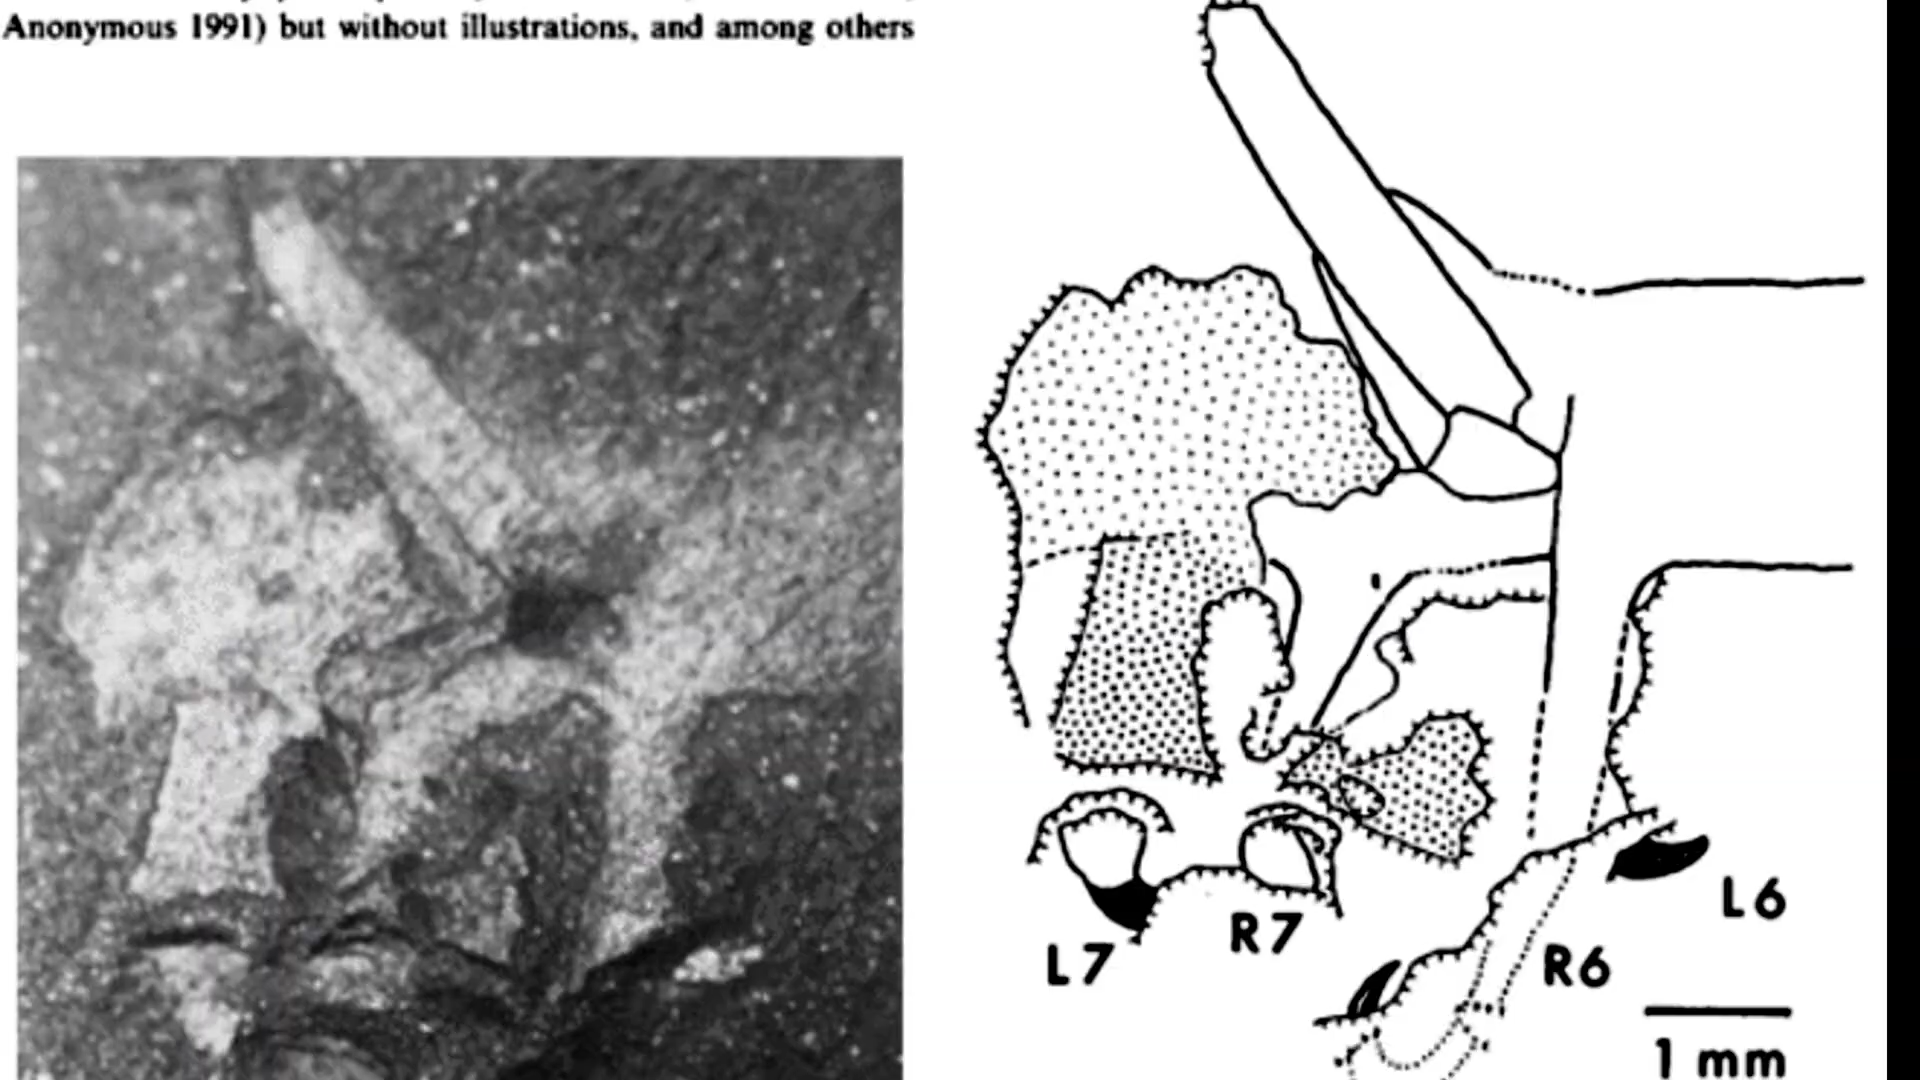 Anonymous 1991) but without illustrations, and among others
L6
R7
L7
R6
1 mm